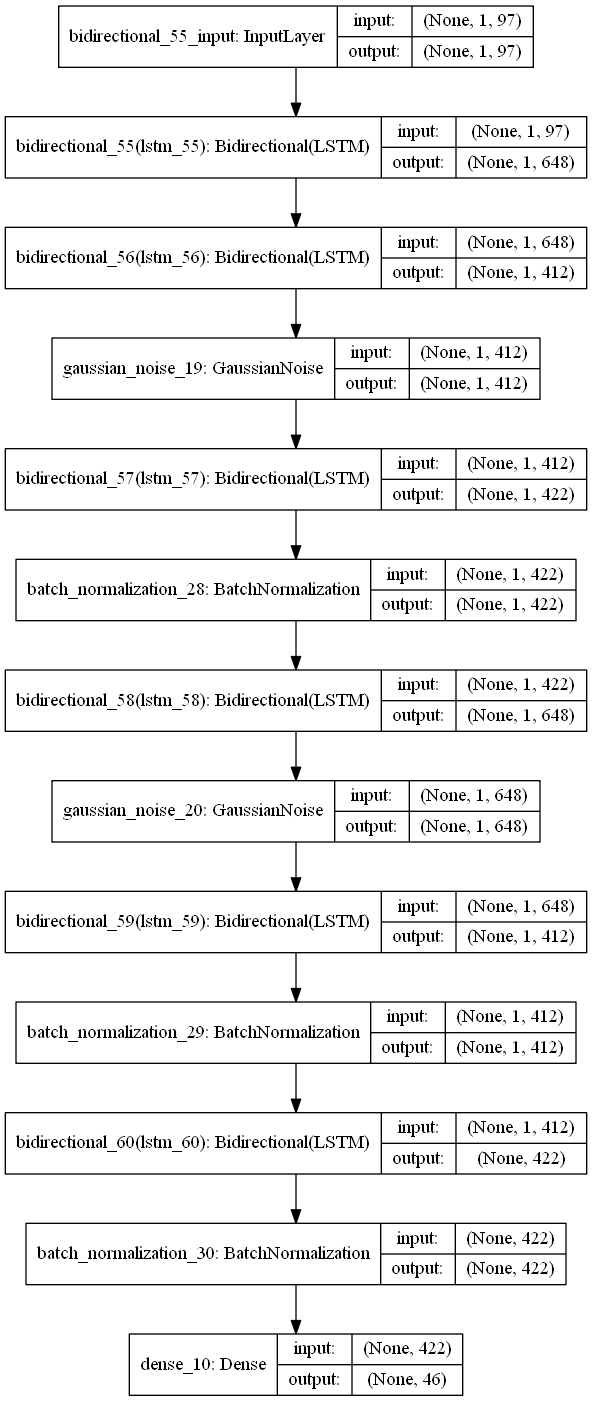 bidirectional_55_input: InputLayer
input: (None, 1, 97)
output: (None, 1, 97)
bidirectional_55(lstm_55): Bidirectional(LSTM)
input: (None, 1, 97)
output: (None, 1, 648)
bidirectional_56(lstm_56): Bidirectional(LSTM)
input: (None, 1, 648)
output: (None, 1, 412)
gaussian_noise_19: GaussianNoise
input: (None, 1, 412)
output: (None, 1, 412)
bidirectional_57(lstm_57): Bidirectional(LSTM)
input: (None, 1, 412)
output: (None, 1, 422)
batch_normalization_28: BatchNormalization
input: (None, 1, 422)
output: (None, 1, 422)
bidirectional_58(lstm_58): Bidirectional(LSTM)
input: (None, 1, 422)
output: (None, 1, 648)
gaussian_noise_20: GaussianNoise
input: (None, 1, 648)
output: (None, 1, 648)
bidirectional_59(lstm_59): Bidirectional(LSTM)
input: (None, 1, 648)
output: (None, 1, 412)
batch_normalization_29: BatchNormalization
input: (None, 1, 412)
output: (None, 1, 412)
bidirectional_60(lstm_60): Bidirectional(LSTM)
input: (None, 1, 412)
output: (None, 422)
batch_normalization_30: BatchNormalization
input: (None, 422)
output: (None, 422)
dense_10: Dense
input: (None, 422)
output: (None, 46)